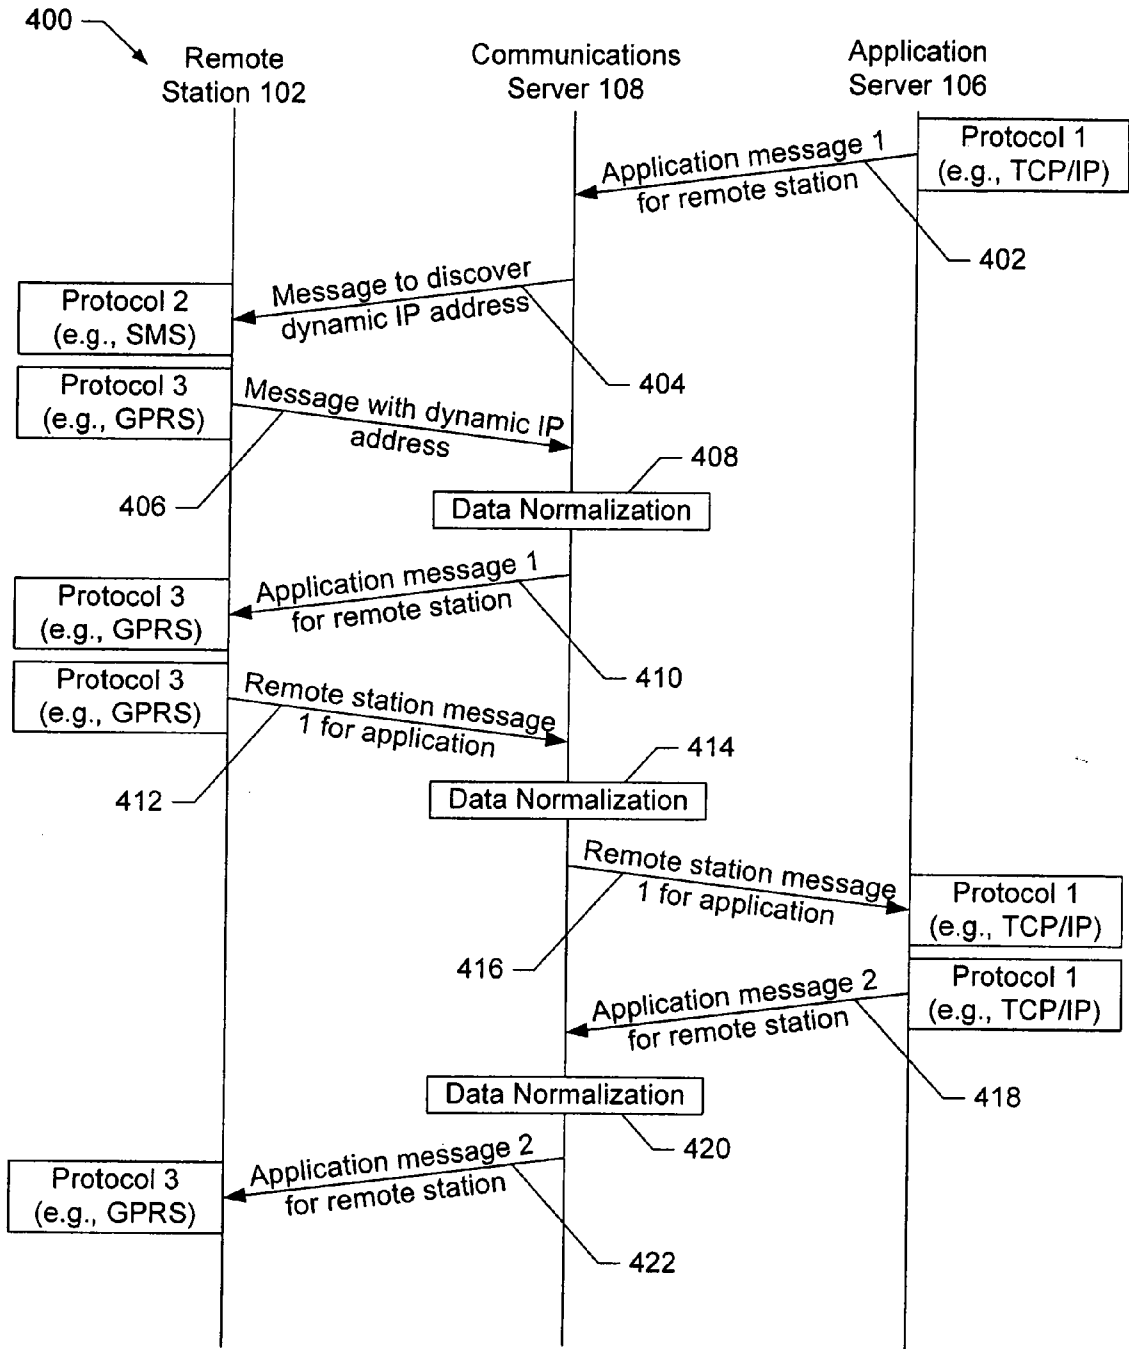 400
Remote
Station 102
Communications
Server 108
Application
Server 106
Protocol 1
(e.g., TCP/IP)
Application message 1
for remote station
402
Message to discover
dynamic IP address
Protocol 2
(e.g., SMS)
404
Protocol 3
(e.g., GPRS)
Message with dynamic IP
address
406
408
Data Normalization
Application message 1
for remote station
Protocol 3
(e.g., GPRS)
410
Protocol 3
(e.g., GPRS)
Remote station message
1 for application
412
414
Data Normalization
Remote station message
1 for application
Protocol 1
(e.g., TCP/IP)
416
Protocol 1
(e.g., TCP/IP)
Application message 2
for remote station
418
Data Normalization
420
Application message 2
for remote station
Protocol 3
(e.g., GPRS)
422